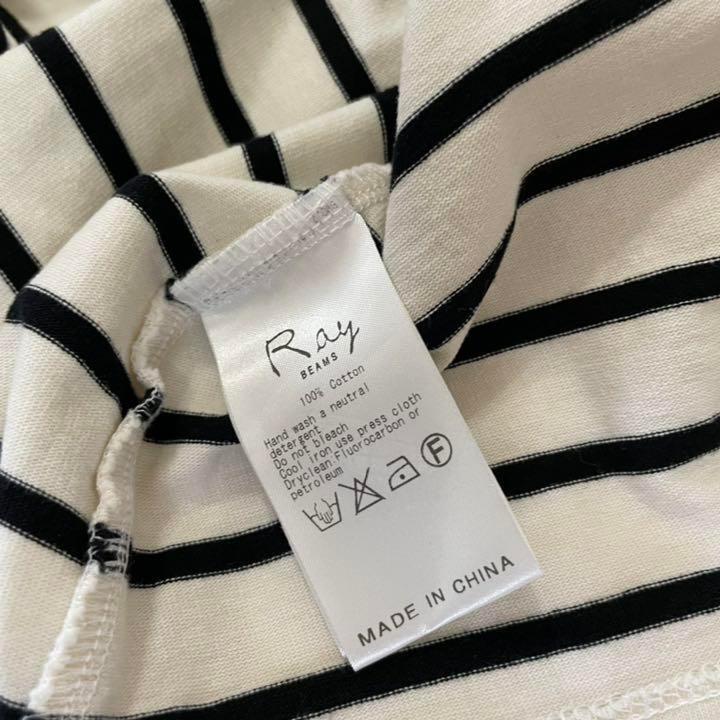 Ray
BEAMS
100% Cotton
Hand wash a neutral
detergent
Do not bleach
Cool iron use press cloth
Dryclean:Fluorocarbon or
petroleum
F
MADE IN CHINA